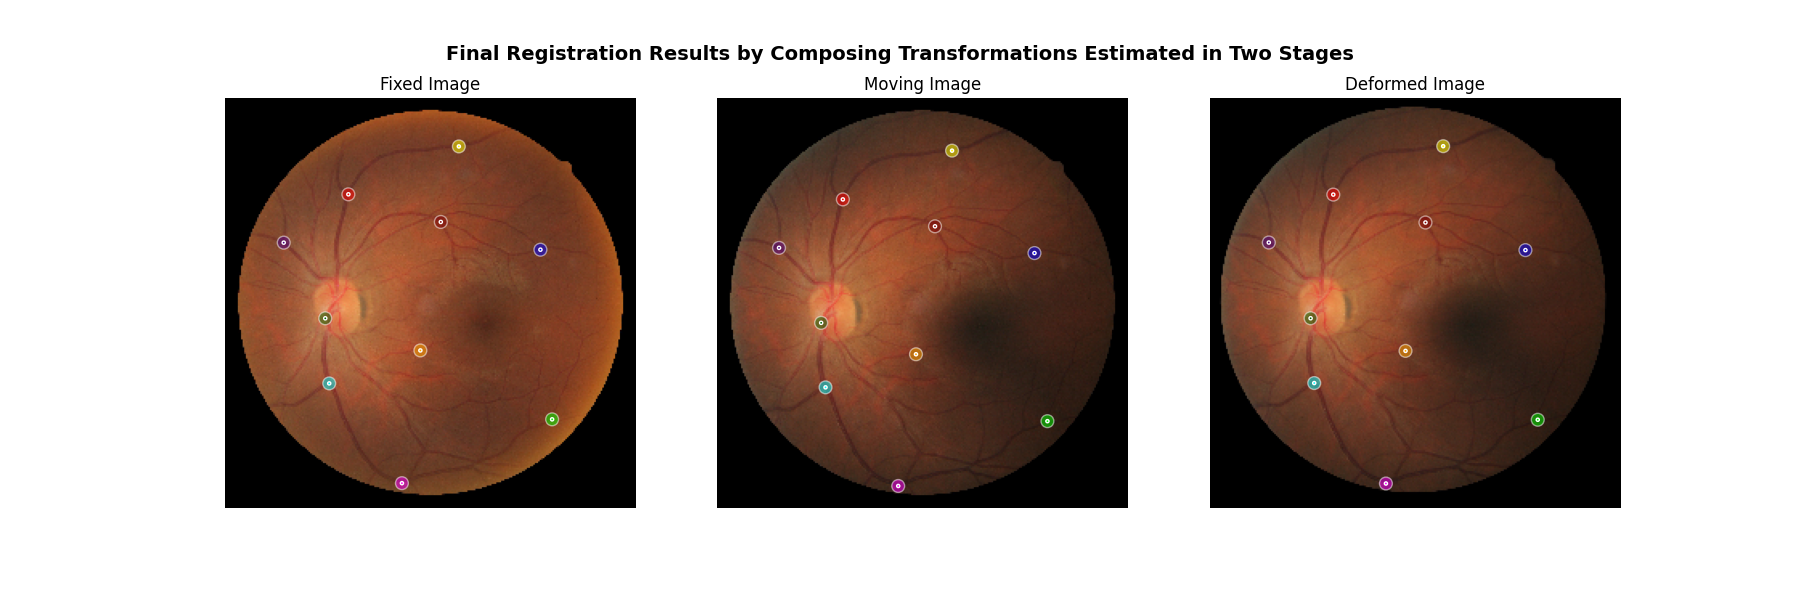 Final Registration Results by Composing Transformations Estimated in Two Stages
Fixed Image
Moving Image
Deformed Image